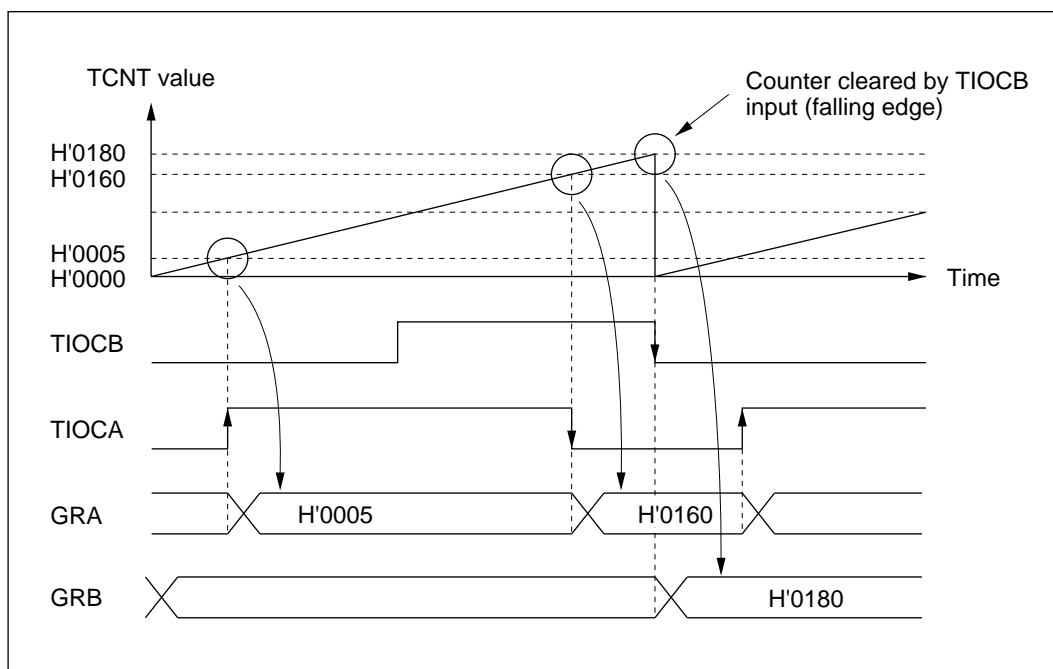 TCNT value
Counter cleared by TIOCB
input (falling edge)
H'0180
H'0160
H'0005
H'0000
Time
TIOCB
TIOCA
GRA
H'0005
H'0160
GRB
H'0180